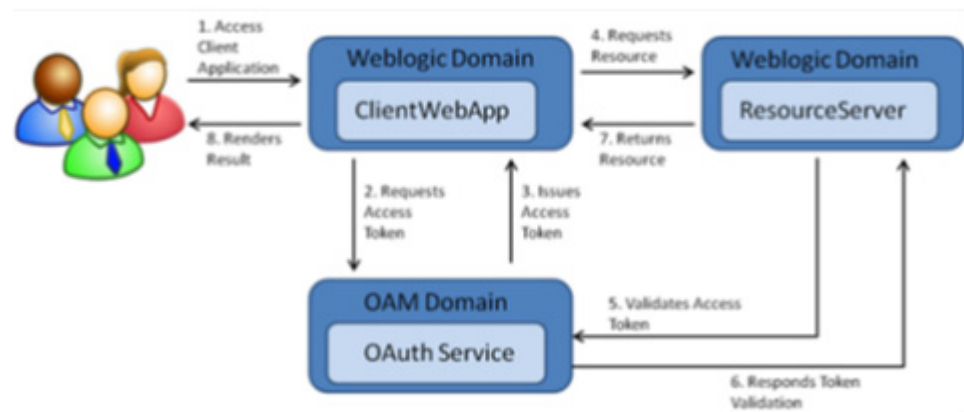 1. Access
Client
Application
Weblogic Domain
ClientWebApp
4. Requests
Resource
Weblogic Domain
ResourceServer
8. Renders
Result
7. Returns
Resource
2. Requests
Access
Token
3. Issues
Access
Token
OAM Domain
OAuth Service
5. Validates Access
Token
6. Responds Token
Validation